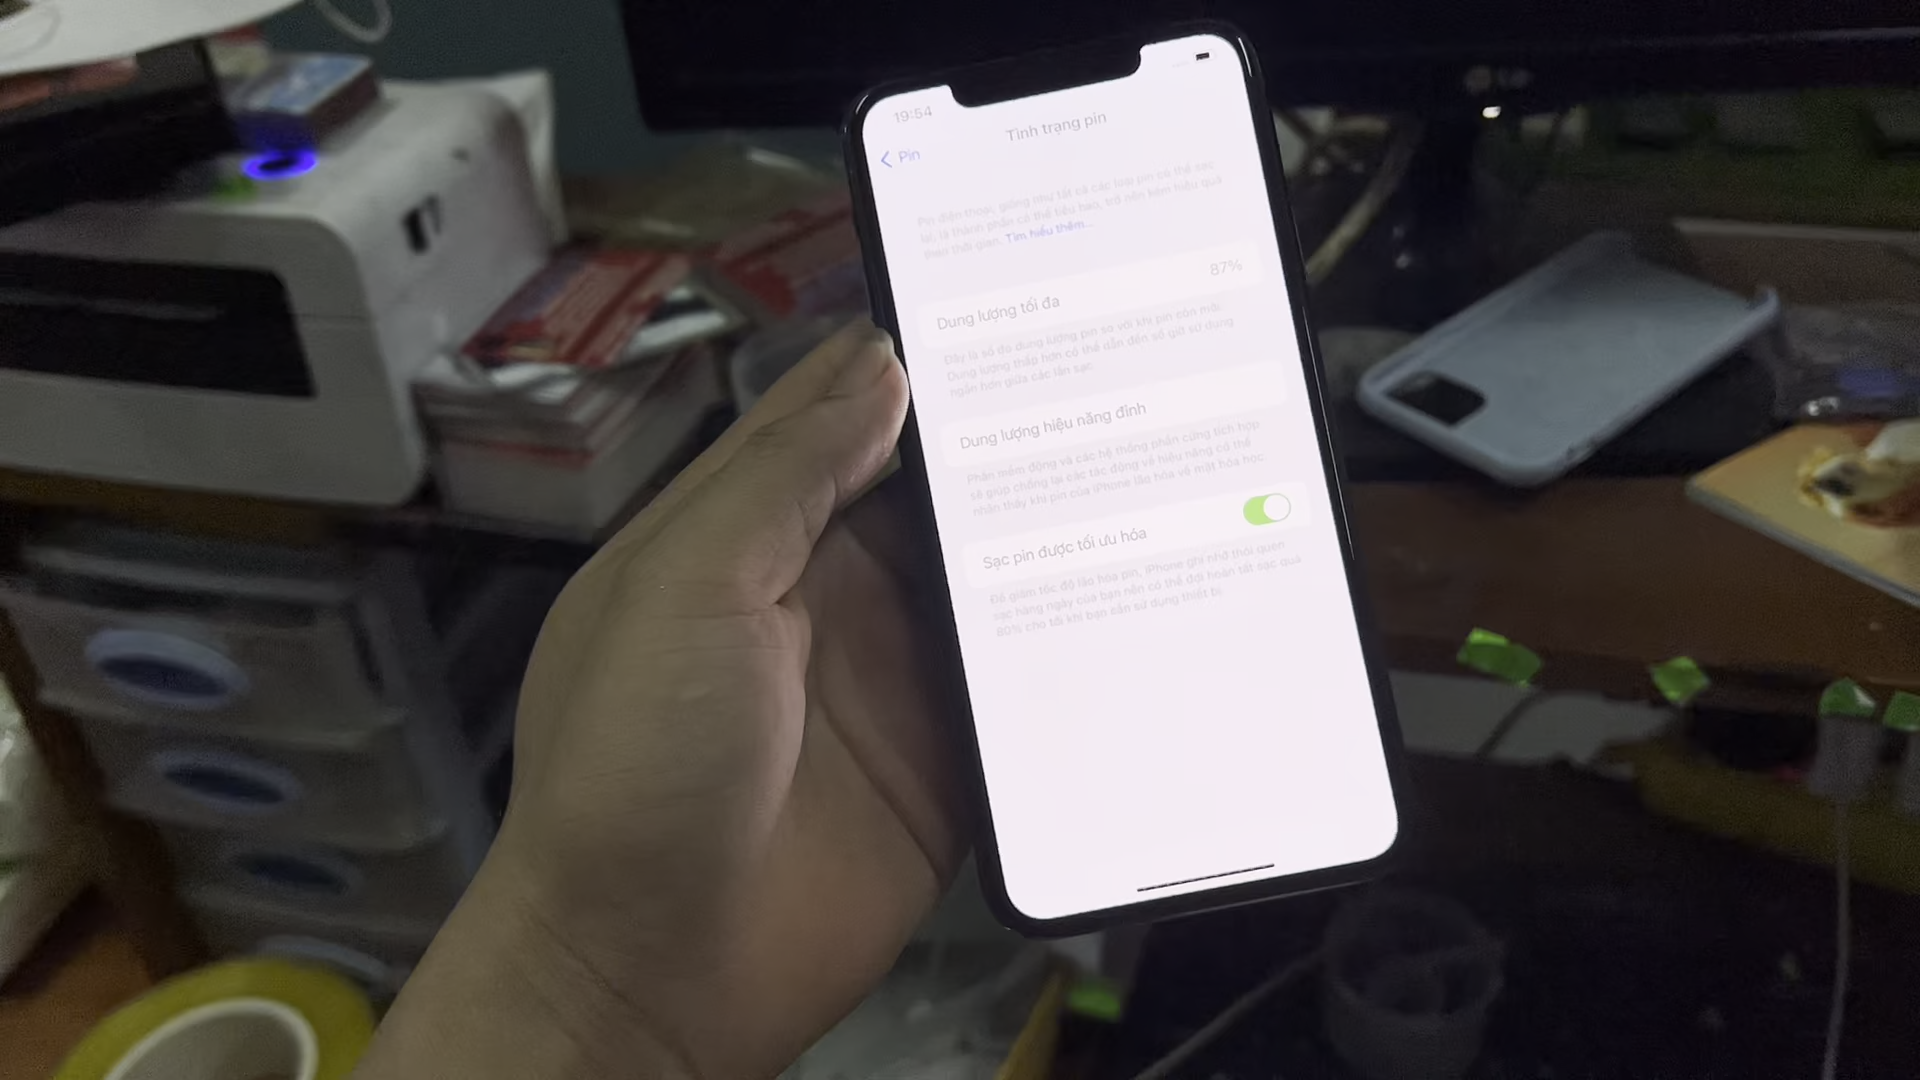 19:54
Pin
Tình trạng pin
Pin điện thoại, giống như tất cả các loại pin có thể sạc
lại, là thành phần có thể tiêu hao, trở nên kém hiệu quả
theo thời gian. Tìm hiểu thêm...
Dung lượng tối đa 87%
Đây là số đo dung lượng pin so với khi pin còn mới.
Dung lượng thấp hơn có thể dẫn đến số giờ sử dụng
ngắn hơn giữa các lần sạc.
Dung lượng hiệu năng đỉnh
Phần mềm động và các hệ thống phần cứng tích hợp
sẽ giúp chống lại các tác động về hiệu năng có thể
nhận thấy khi pin của iPhone lão hóa về mặt hóa học.
Sạc pin được tối ưu hóa
Để giảm tốc độ lão hóa pin, iPhone ghi nhớ thói quen
sạc hàng ngày của bạn nên có thể đợi hoàn tất sạc quá
80% cho tới khi bạn cần sử dụng thiết bị.
LG